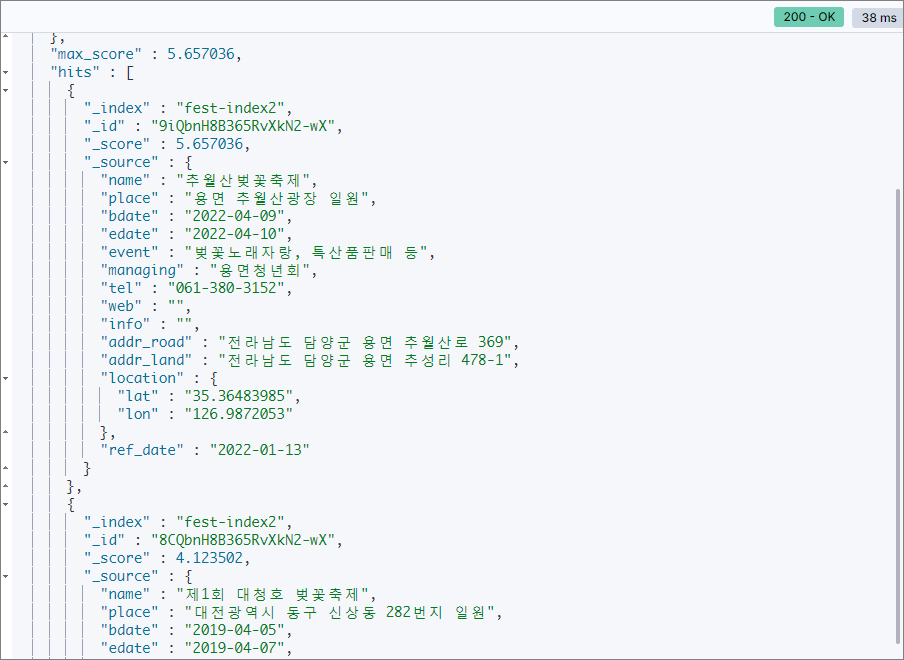 200 - OK
38 ms
},
"max_score" : 5.657036,
"hits" : [
{
"_index" : "fest-index2",
"_id" : "9iQbnH8B365RvXkN2-wX",
"_score" : 5.657036,
"_source" : {
"name" : "추월산벚꽃축제",
"place" : "용면 추월산광장 일원",
"bdate" : "2022-04-09",
"edate" : "2022-04-10",
"event" : "벚꽃노래자랑, 특산품판매 등",
"managing" : "용면청년회",
"tel" : "061-380-3152",
"web" : "",
"info" : "",
"addr_road" : "전라남도 담양군 용면 추월산로 369",
"addr_land" : "전라남도 담양군 용면 추성리 478-1",
"location" : {
"lat" : "35.36483985",
"lon" : "126.9872053"
},
"ref_date" : "2022-01-13"
}
},
{
"_index" : "fest-index2",
"_id" : "8CQbnH8B365RvXkN2-wX",
"_score" : 4.123502,
"_source" : {
"name" : "제1회 대청호 벚꽃축제",
"place" : "대전광역시 동구 신상동 282번지 일원",
"bdate" : "2019-04-05",
"edate" : "2019-04-07",